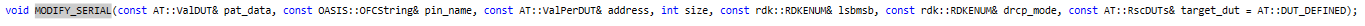 void MODIFY_SERIAL(const AT::ValDUT& pat_data, const OASIS::OFCString& pin_name, const AT::ValPerDUT& address, int size, const rdk::RDKENUM& lsbmsb, const rdk::RDKENUM& drcp_mode, const AT::RscDUTs& target_dut = AT::DUT_DEFINED);